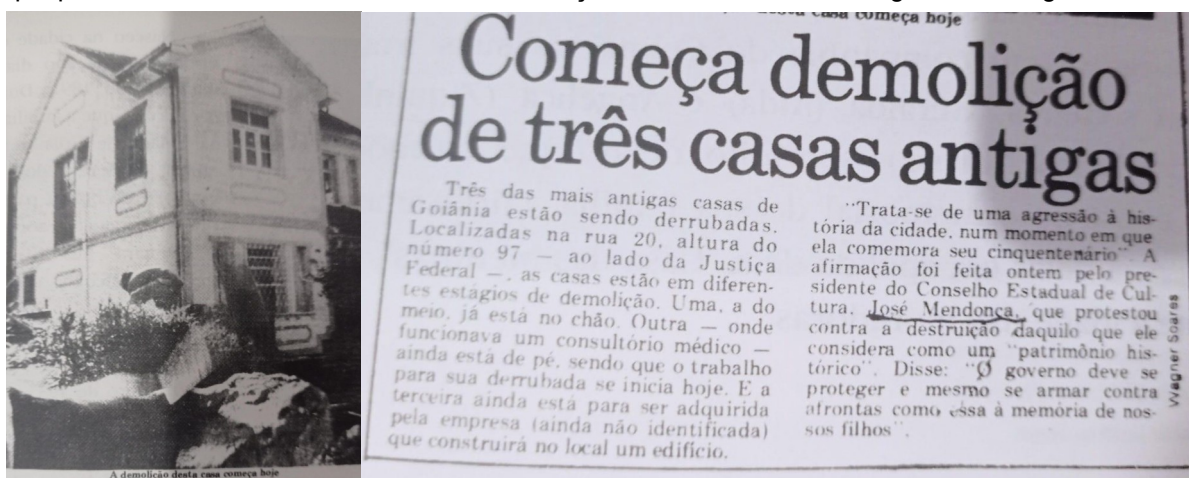 A demolição desta casa começa hoje
desta casa começa hoje
Começa demolição
de três casas antigas
Três das mais antigas casas de
Goiânia estão sendo derrubadas.
Localizadas na rua 20, altura do
número 97 — ao lado da Justiça
Federal —, as casas estão em diferen-
tes estágios de demolição. Uma, a do
meio, já está no chão. Outra — onde
funcionava um consultório médico —
ainda está de pé, sendo que o trabalho
para sua derrubada se inicia hoje. E a
terceira ainda está para ser adquirida
pela empresa (ainda não identificada)
que construirá no local um edifício.
"Trata-se de uma agressão à his-
tória da cidade, num momento em que
ela comemora seu cinquentenário". A
afirmação foi feita ontem pelo pre-
sidente do Conselho Estadual de Cul-
tura, José Mendonça, que protestou
contra a destruição daquilo que ele
considera como um "patrimônio his-
tórico". Disse: "O governo deve se
proteger e mesmo se armar contra
afrontas como essa à memória de nos-
sos filhos".
Wagner Soares